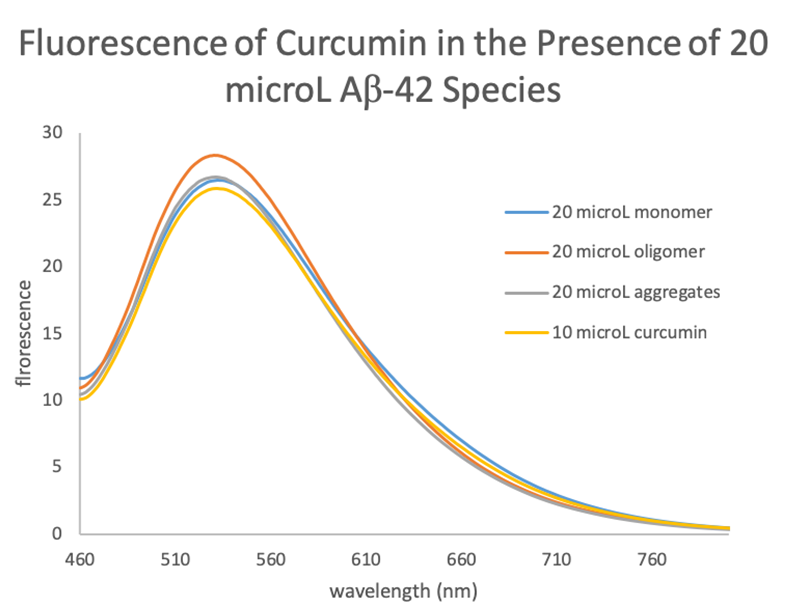 Fluorescence of Curcumin in the Presence of 20
microL Aβ-42 Species
30
25
20
15
10
5
0
flrorescence
20 microL monomer
20 microL oligomer
20 microL aggregates
10 microL curcumin
460 510 560 610 660 710 760
wavelength (nm)